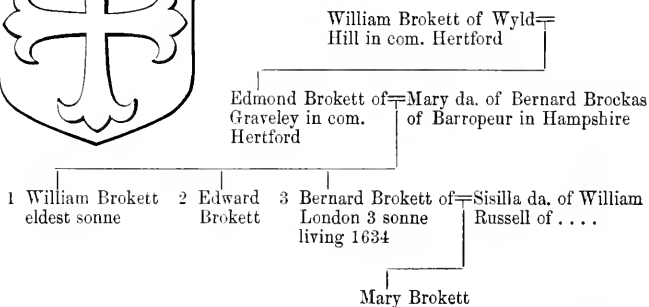 William Brokett of Wyld
Hill in com. Hertford
Edmond Brokett of
Graveley in com.
Hertford
Mary da. of Bernard Brockas
of Barropeur in Hampshire
1 William Brokett
eldest sonne
2 Edward
Brokett
3 Bernard Brokett of
London 3 sonne
living 1634
Sisilla da. of William
Russell of . . . .
Mary Brokett